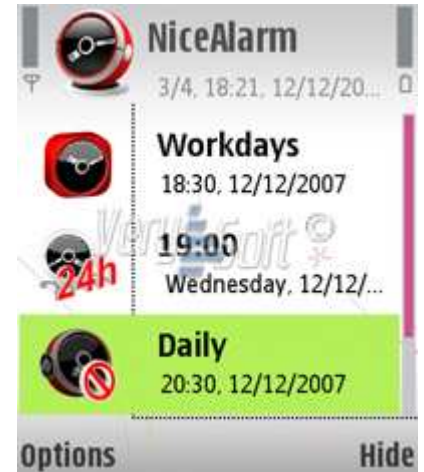 NiceAlarm
3/4, 18:21, 12/12/20...
Workdays
18:30, 12/12/2007
19:00
24h
Wednesday, 12/12/...
Daily
20:30, 12/12/2007
Options Hide